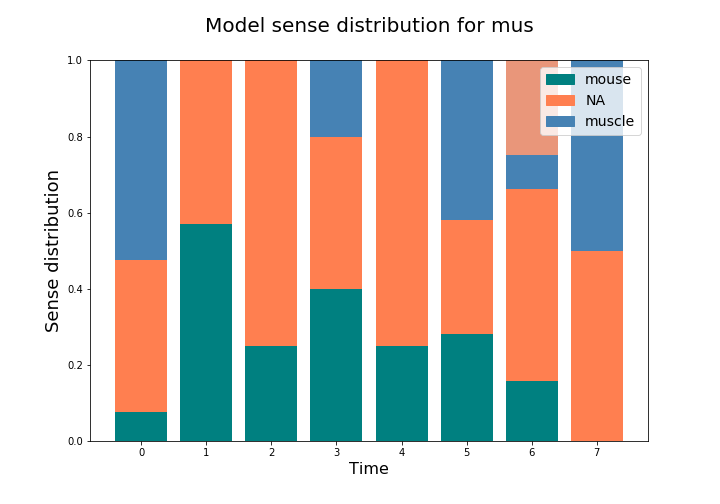 Model sense distribution for mus
1.0
0.8
0.6
0.4
0.2
0.0
Sense distribution
mouse
NA
muscle
0 1 2 3 4 5 6 7
Time